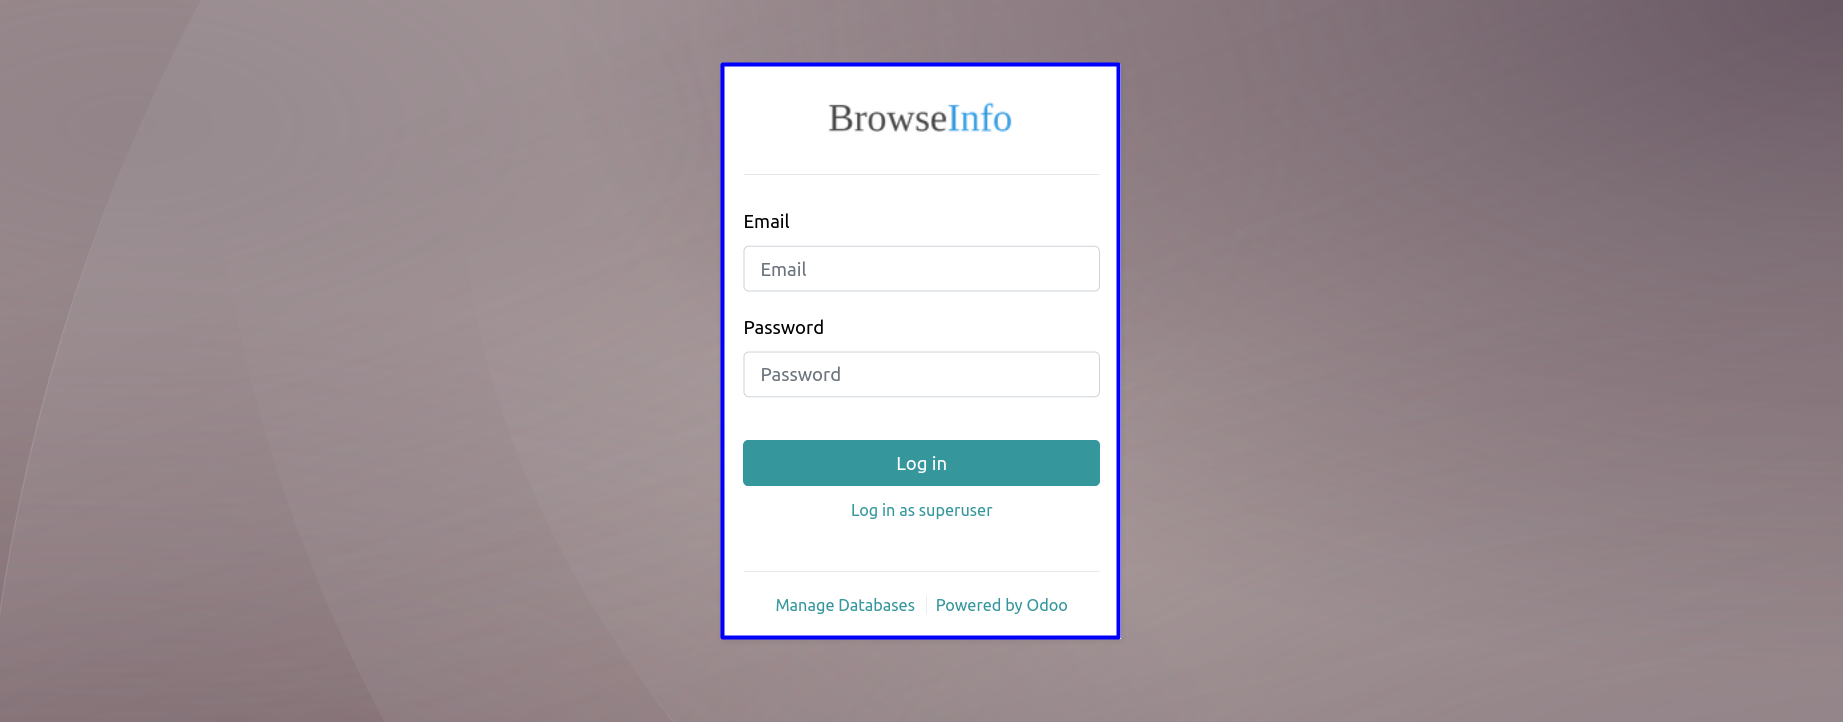 BrowseInfo
Email
Email
Password
Password
Log in
Log in as superuser
Manage Databases Powered by Odoo